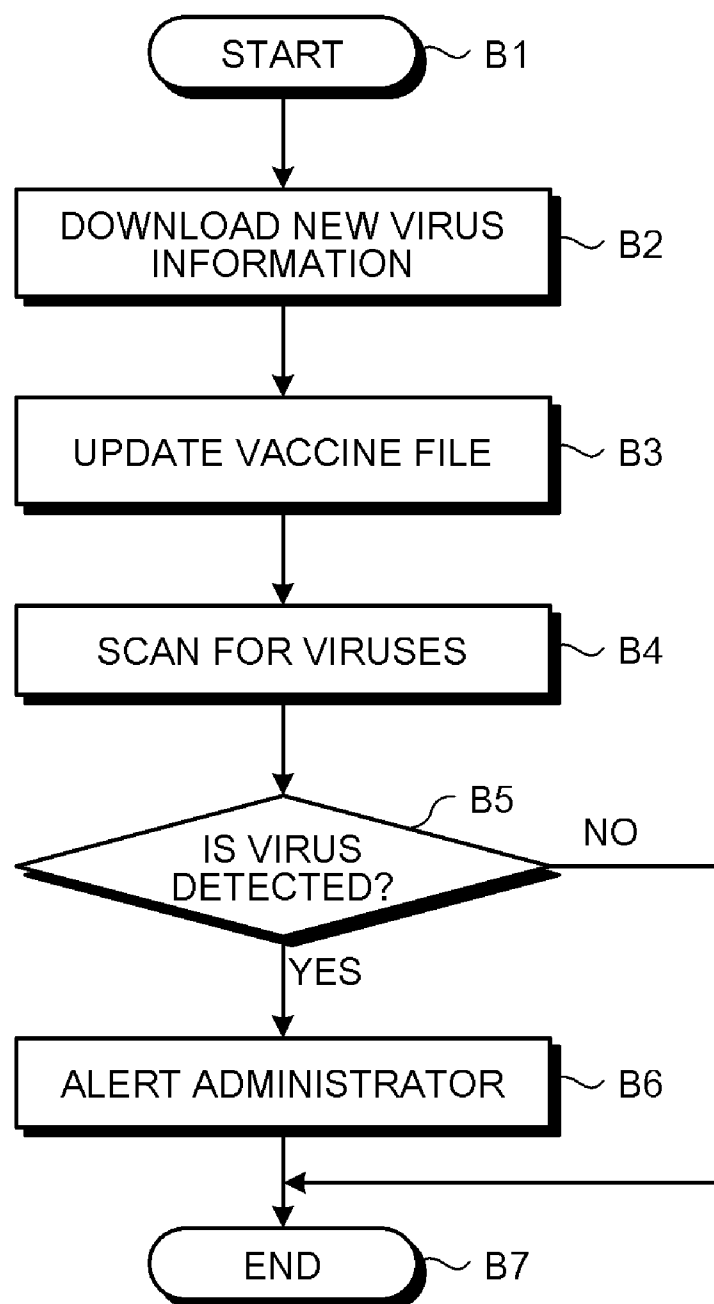 START
B1
DOWNLOAD NEW VIRUS
INFORMATION
B2
UPDATE VACCINE FILE
B3
SCAN FOR VIRUSES
B4
B5
IS VIRUS
DETECTED?
NO
YES
ALERT ADMINISTRATOR
B6
END
B7